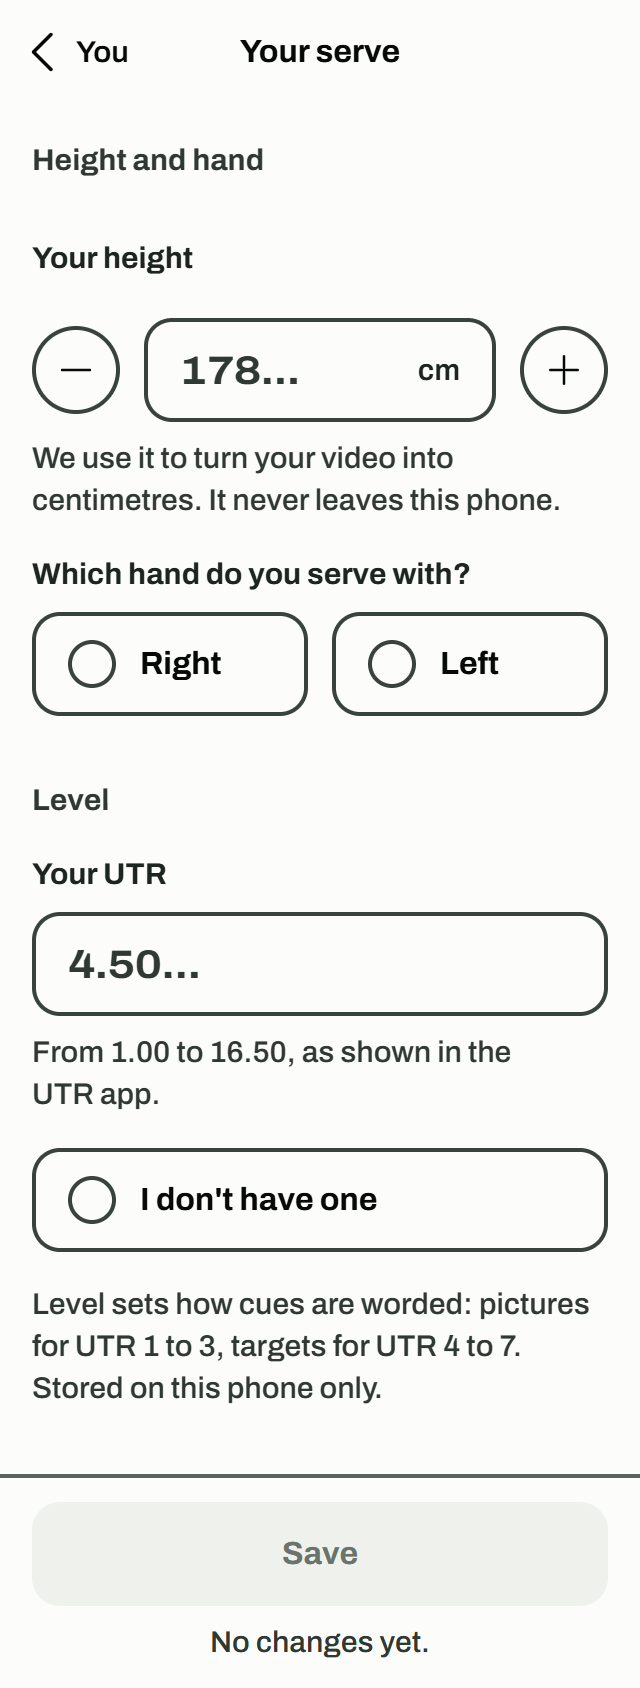 You
Your serve
Height and hand
Your height
178...
cm
We use it to turn your video into
centimetres. It never leaves this phone.
Which hand do you serve with?
Right
Left
Level
Your UTR
4.50...
From 1.00 to 16.50, as shown in the
UTR app.
I don't have one
Level sets how cues are worded: pictures
for UTR 1 to 3, targets for UTR 4 to 7.
Stored on this phone only.
Save
No changes yet.